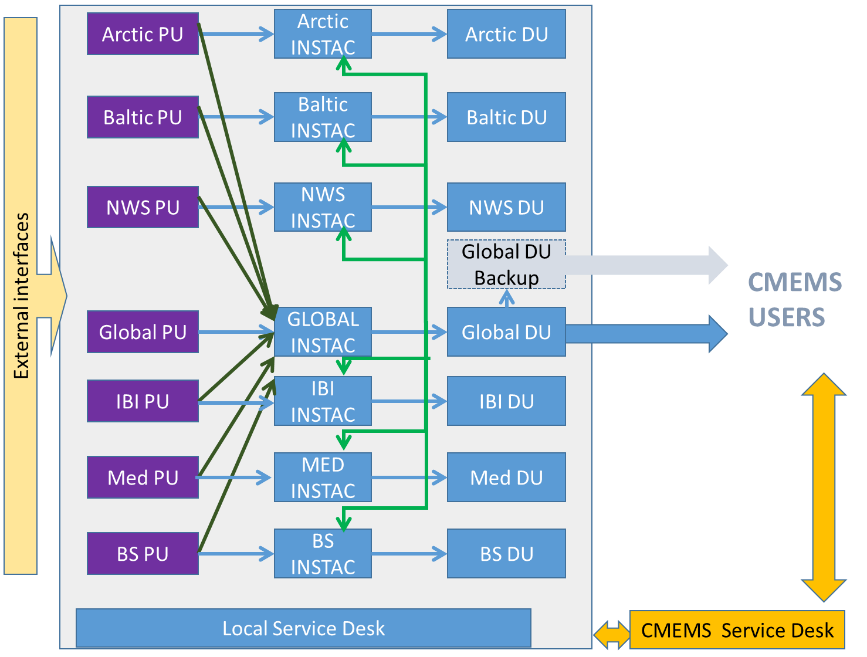 External interfaces
Arctic PU
Arctic
INSTAC
Arctic DU
Baltic PU
Baltic
INSTAC
Baltic DU
NWS PU
NWS
INSTAC
NWS DU
Global DU
Backup
CMEMS
USERS
Global PU
GLOBAL
INSTAC
Global DU
IBI PU
IBI
INSTAC
IBI DU
Med PU
MED
INSTAC
Med DU
BS PU
BS
INSTAC
BS DU
Local Service Desk
CMEMS Service Desk